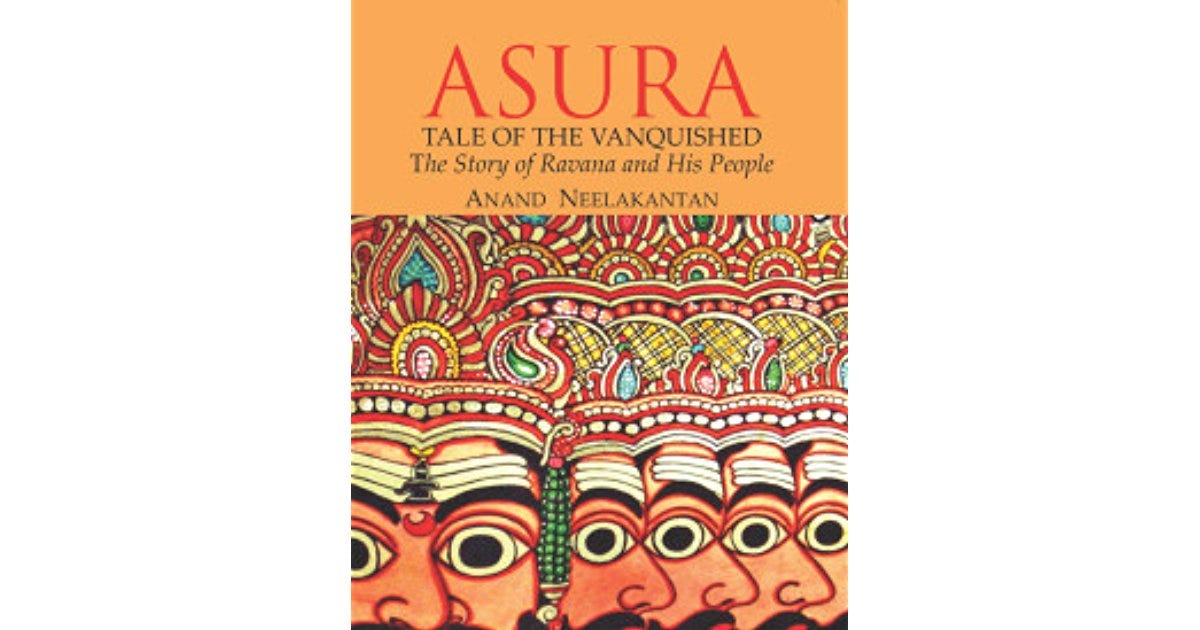 ASURA
TALE OF THE VANQUISHED
The Story of Ravana and His People
ANAND NEELAKANTAN